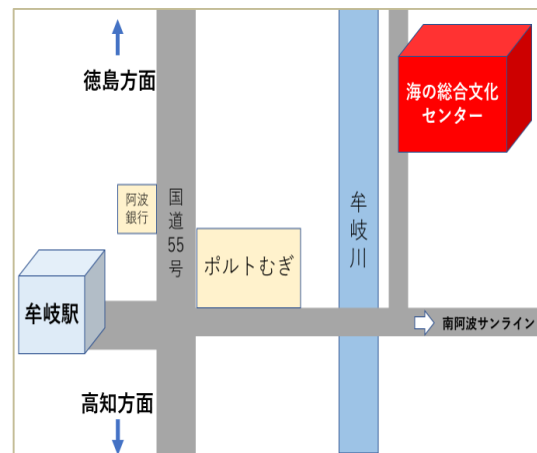 徳島方面
海の総合文化
センター
阿波
銀行
国道55号
牟岐川
ポルトむぎ
牟岐駅
南阿波サンライン
高知方面